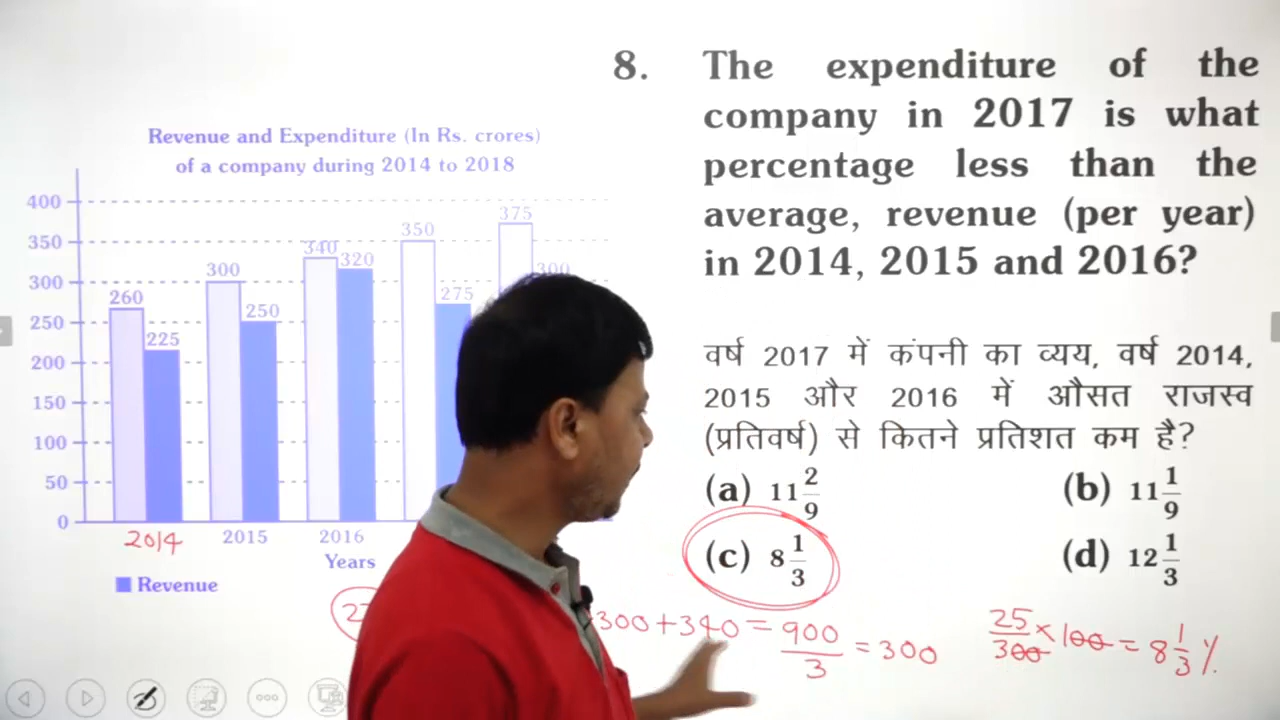 Revenue and Expenditure (In Rs. crores)
of a company during 2014 to 2018
400
350
300
250
200
150
100
50
0
260
225
300
250
340
320
350
275
375
300
2014
2015
2016
Years
Revenue
8. The expenditure of the
company in 2017 is what
percentage less than the
average, revenue (per year)
in 2014, 2015 and 2016?
वर्ष 2017 में कंपनी का व्यय, वर्ष 2014,
2015 और 2016 में औसत राजस्व
(प्रतिवर्ष) से कितने प्रतिशत कम है?
(a) 11 2/9 (b) 11 1/9
(c) 8 1/3 (d) 12 1/3
300+340 = 900/3 = 300
25/300 × 100 = 8 1/3 %